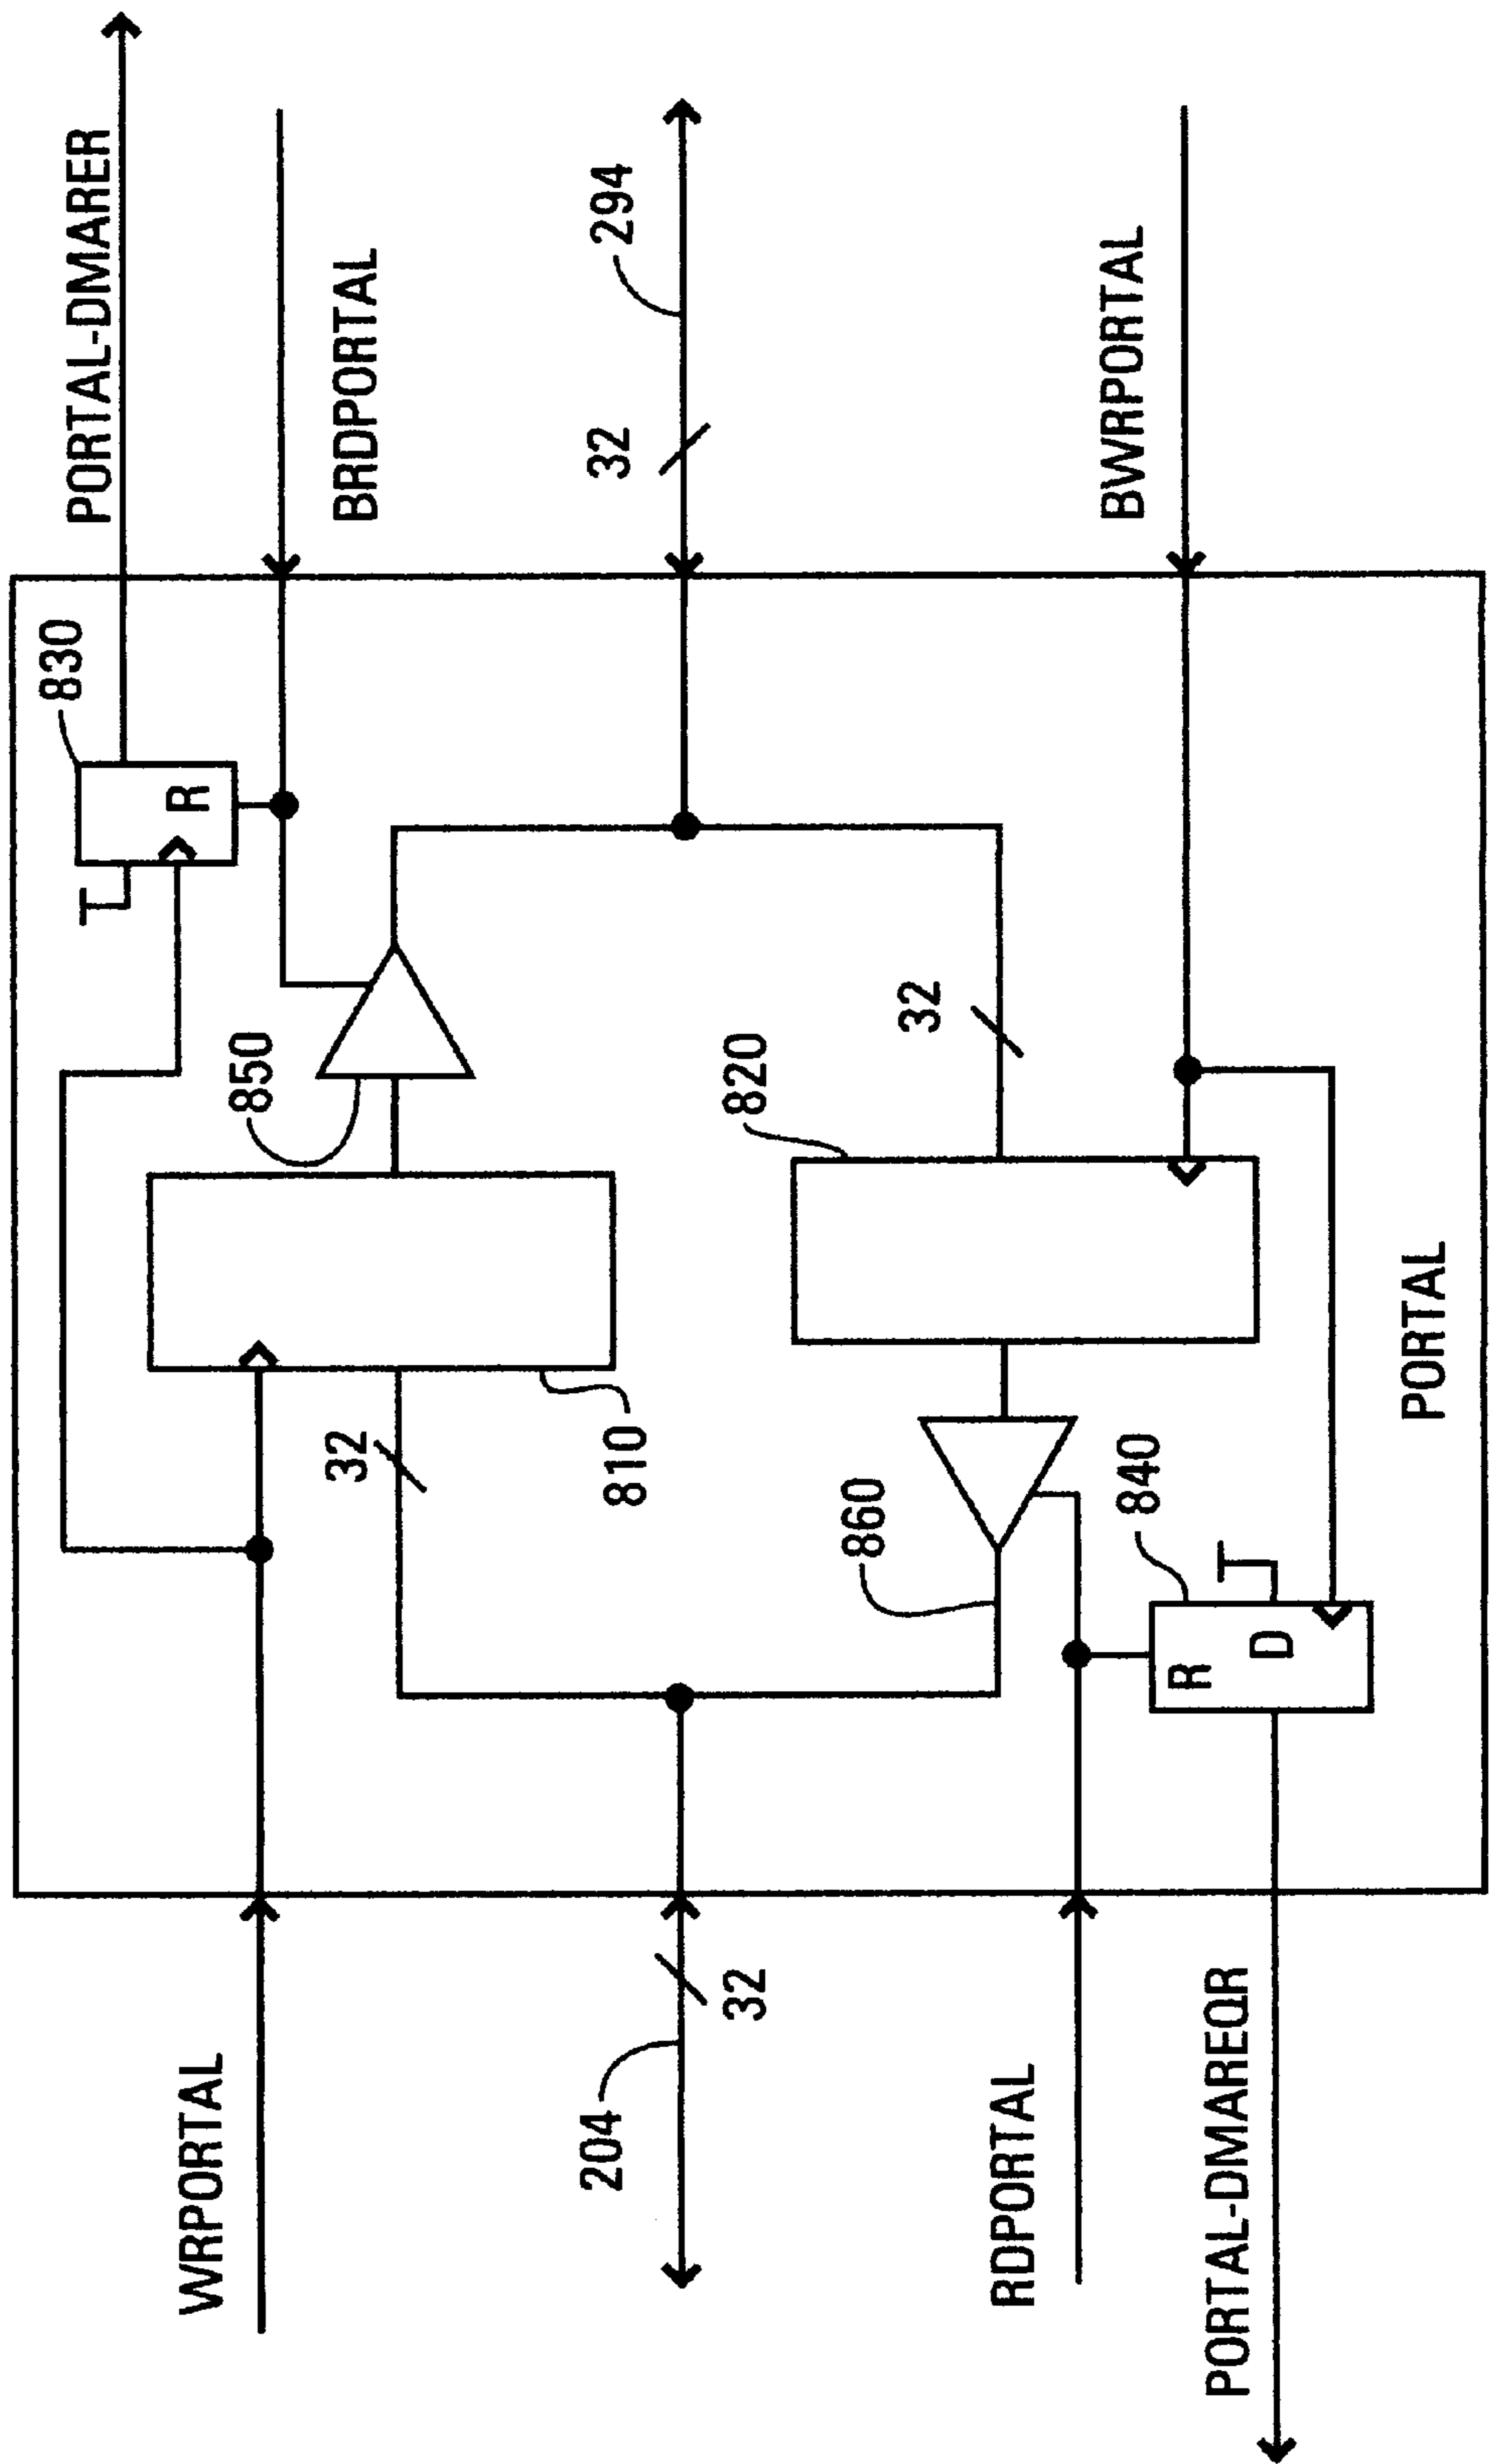 830
PORTAL-DMARER
R
WRPORTAL
850
32
BRDPORTAL
204
810
32
294
32
820
860
32
RDPORTAL
840
BWRPORTAL
R
PORTAL-DMAREQR
D
PORTAL